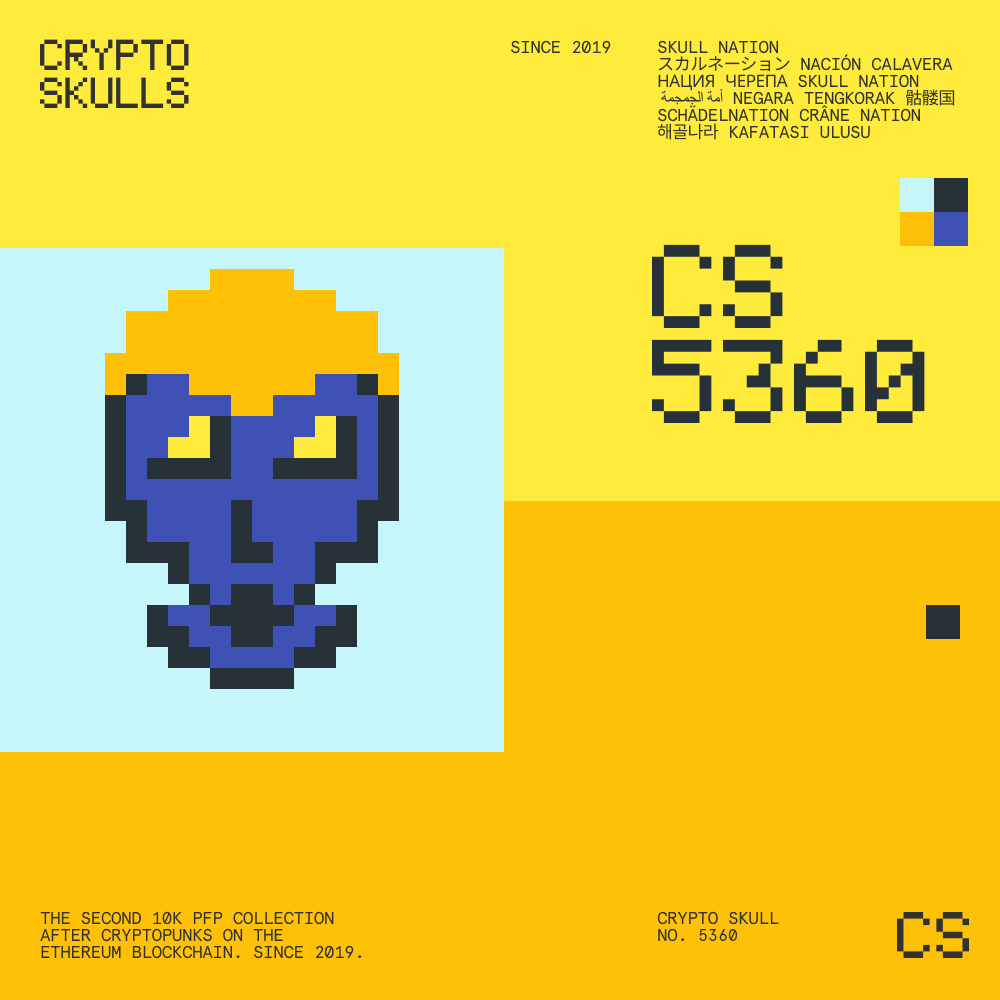 CRYPTO
SKULLS
SINCE 2019
SKULL NATION
スカルネーション NACIÓN CALAVERA
НАЦИЯ ЧЕРЕПА SKULL NATION
أمة الجمجمة NEGARA TENGKORAK 骷髅国
SCHÄDELNATION CRÂNE NATION
해골나라 KAFATASI ULUSU
CS
5360
THE SECOND 10K PFP COLLECTION
AFTER CRYPTOPUNKS ON THE
ETHEREUM BLOCKCHAIN. SINCE 2019.
CRYPTO SKULL
NO. 5360
CS